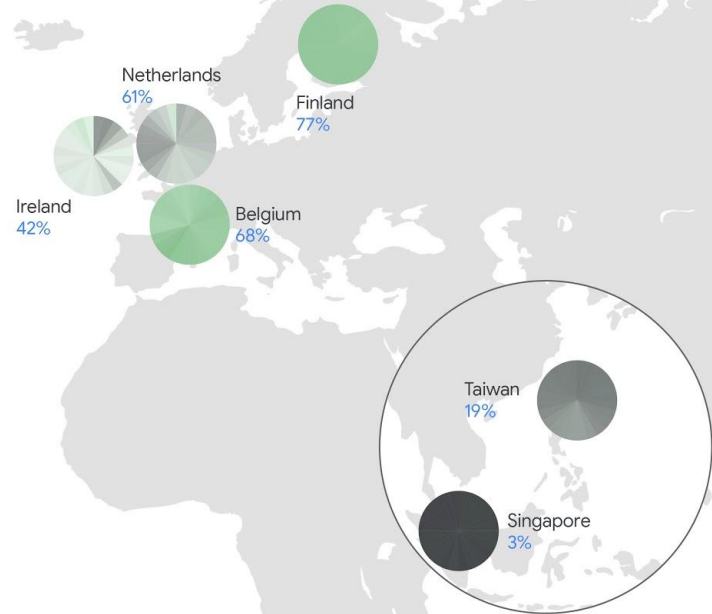 Netherlands
61%
Finland
77%
Ireland
42%
Belgium
68%
Taiwan
19%
Singapore
3%